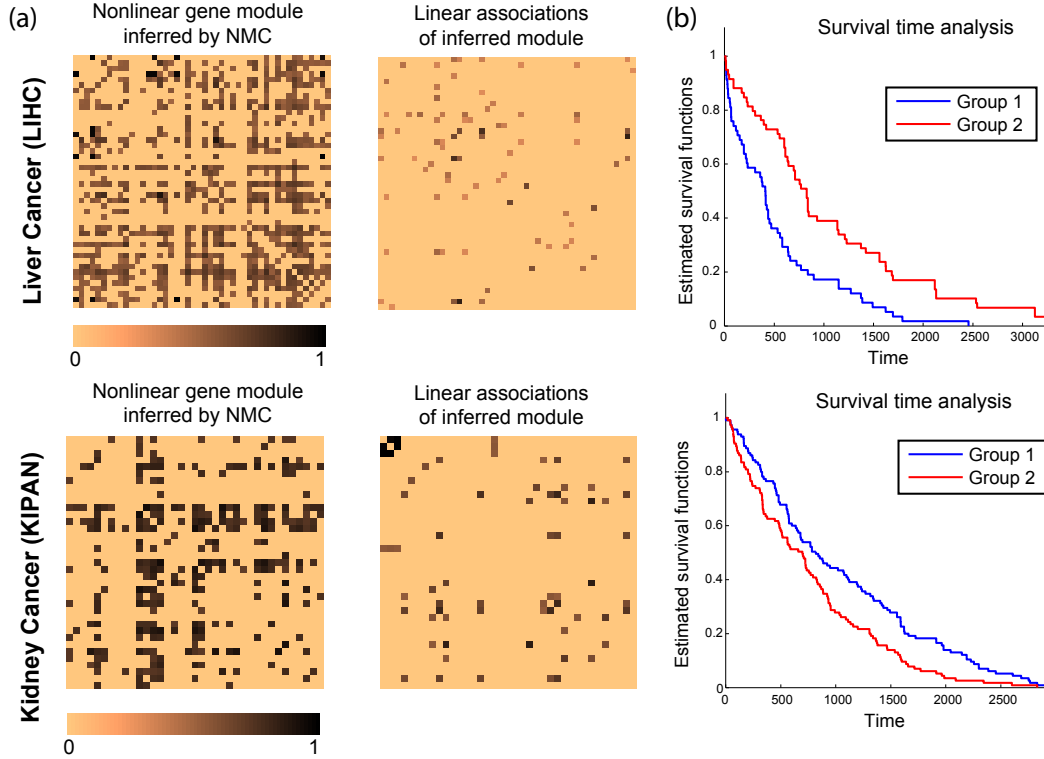 (a)
Nonlinear gene module
inferred by NMC
Linear associations
of inferred module
Liver Cancer (LIHC)
0
1
(b)
Survival time analysis
Group 1
Group 2
Estimated survival functions
1
0.8
0.6
0.4
0.2
0
0
500
1000
1500
2000
2500
3000
Time
Nonlinear gene module
inferred by NMC
Linear associations
of inferred module
Kidney Cancer (KIPAN)
0
1
Survival time analysis
Group 1
Group 2
Estimated survival functions
1
0.8
0.6
0.4
0.2
0
0
500
1000
1500
2000
2500
Time